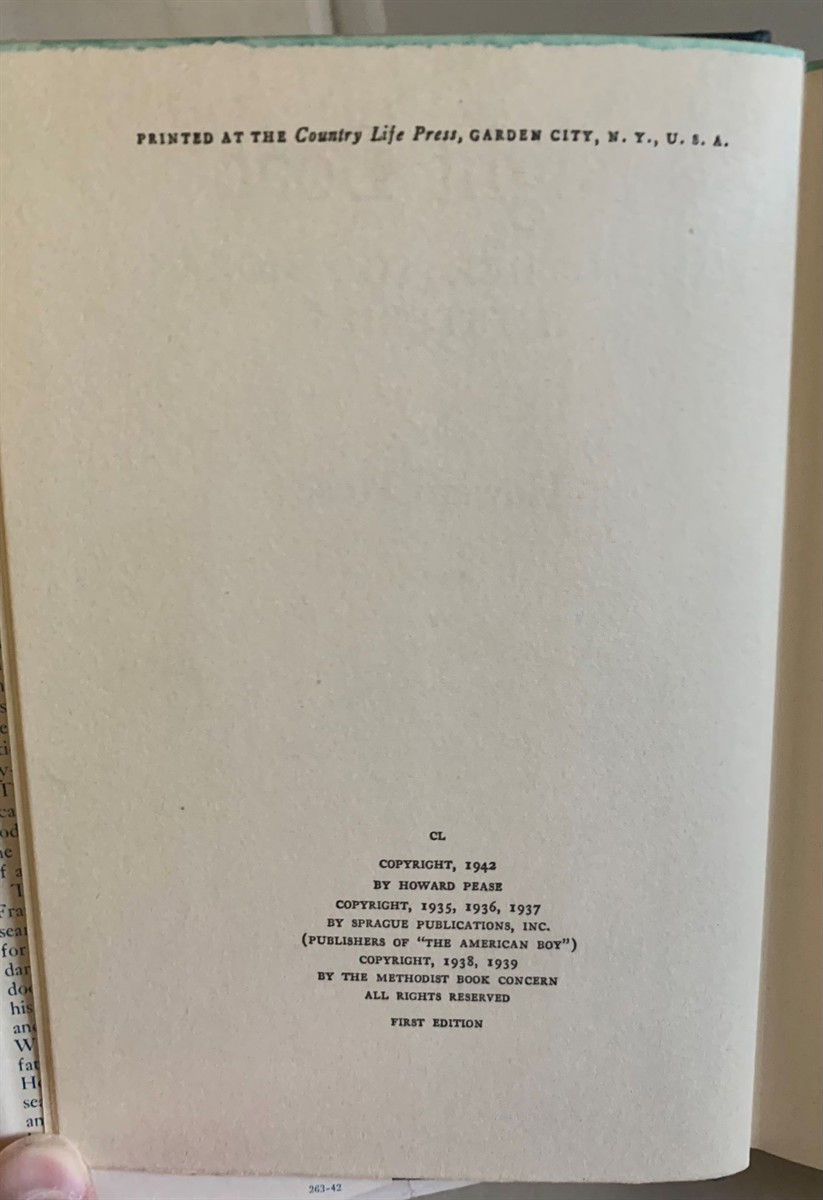 PRINTED AT THE Country Life Press, GARDEN CITY, N. Y., U. S. A.
CL
COPYRIGHT, 1942
BY HOWARD PEASE
COPYRIGHT, 1935, 1936, 1937
BY SPRAGUE PUBLICATIONS, INC.
(PUBLISHERS OF "THE AMERICAN BOY")
COPYRIGHT, 1938, 1939
BY THE METHODIST BOOK CONCERN
ALL RIGHTS RESERVED
FIRST EDITION
263-42